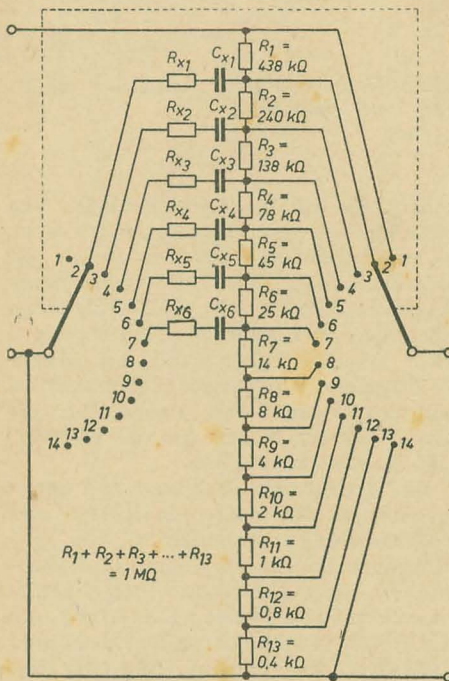 R1 =
438 kΩ
Rx1
Cx1
R2 =
240 kΩ
Rx2
Cx2
R3 =
138 kΩ
Rx3
Cx3
R4 =
78 kΩ
Rx4
Cx4
R5 =
45 kΩ
Rx5
Cx5
R6 =
25 kΩ
Rx6
Cx6
R7 =
14 kΩ
R8 =
8 kΩ
R9 =
4 kΩ
R10 =
2 kΩ
R11 =
1 kΩ
R12 =
0,8 kΩ
R13 =
0,4 kΩ
1
2
3
4
5
6
7
8
9
10
11
12
13
14
1
2
3
4
5
6
7
8
9
10
11
12
13
14
R1 + R2 + R3 + ··· + R13
= 1 MΩ